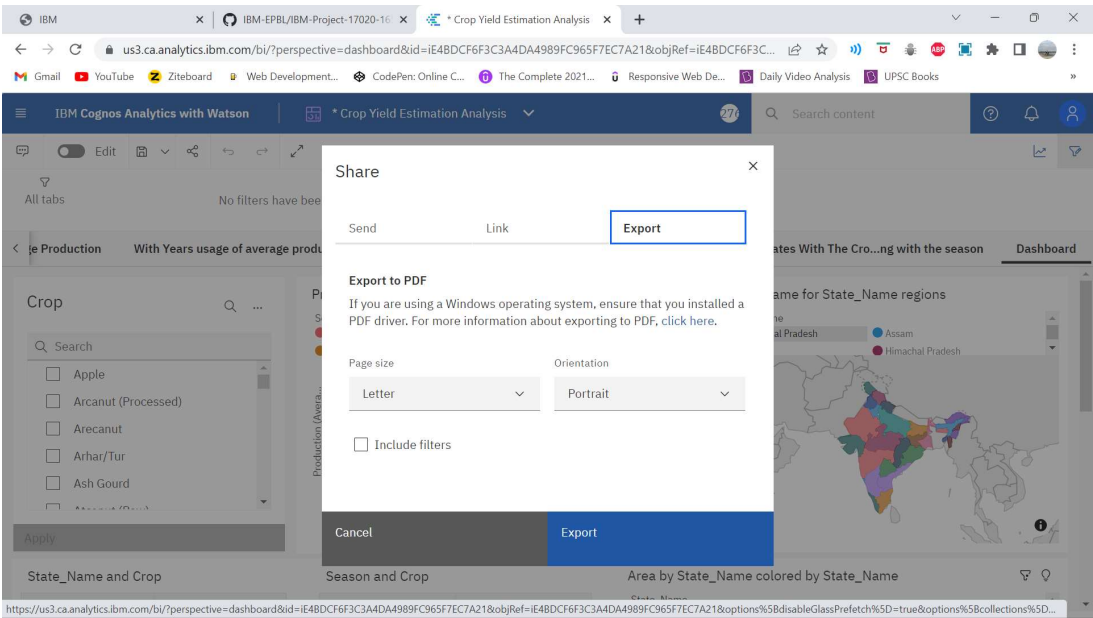 IBM
IBM-EPBL/IBM-Project-17020-16
* Crop Yield Estimation Analysis
us3.ca.analytics.ibm.com/bi/?perspective=dashboard&id=iE4BDCF6F3C3A4DA4989FC965F7EC7A21&objRef=iE4BDCF6F3C...
ABP
Gmail YouTube Ziteboard Web Development... CodePen: Online C... The Complete 2021... Responsive Web De... Daily Video Analysis UPSC Books »
IBM Cognos Analytics with Watson
* Crop Yield Estimation Analysis
276
Search content
Edit
All tabs
No filters have bee
Share
Send Link Export
ge Production With Years usage of average produ
ates With The Cro...ng with the season Dashboard
Export to PDF
If you are using a Windows operating system, ensure that you installed a
PDF driver. For more information about exporting to PDF, click here.
Page size Orientation
Letter Portrait
Include filters
Cancel Export
Crop
Search
Apple
Arcanut (Processed)
Arecanut
Arhar/Tur
Ash Gourd
Apply
Production (Avera...
ame for State_Name regions
al Pradesh Assam
Himachal Pradesh
State_Name and Crop
Season and Crop
Area by State_Name colored by State_Name
https://us3.ca.analytics.ibm.com/bi/?perspective=dashboard&id=iE4BDCF6F3C3A4DA4989FC965F7EC7A21&objRef=iE4BDCF6F3C3A4DA4989FC965F7EC7A21&options%5BdisableGlassPrefetch%5D=true&options%5Bcollections%5D...